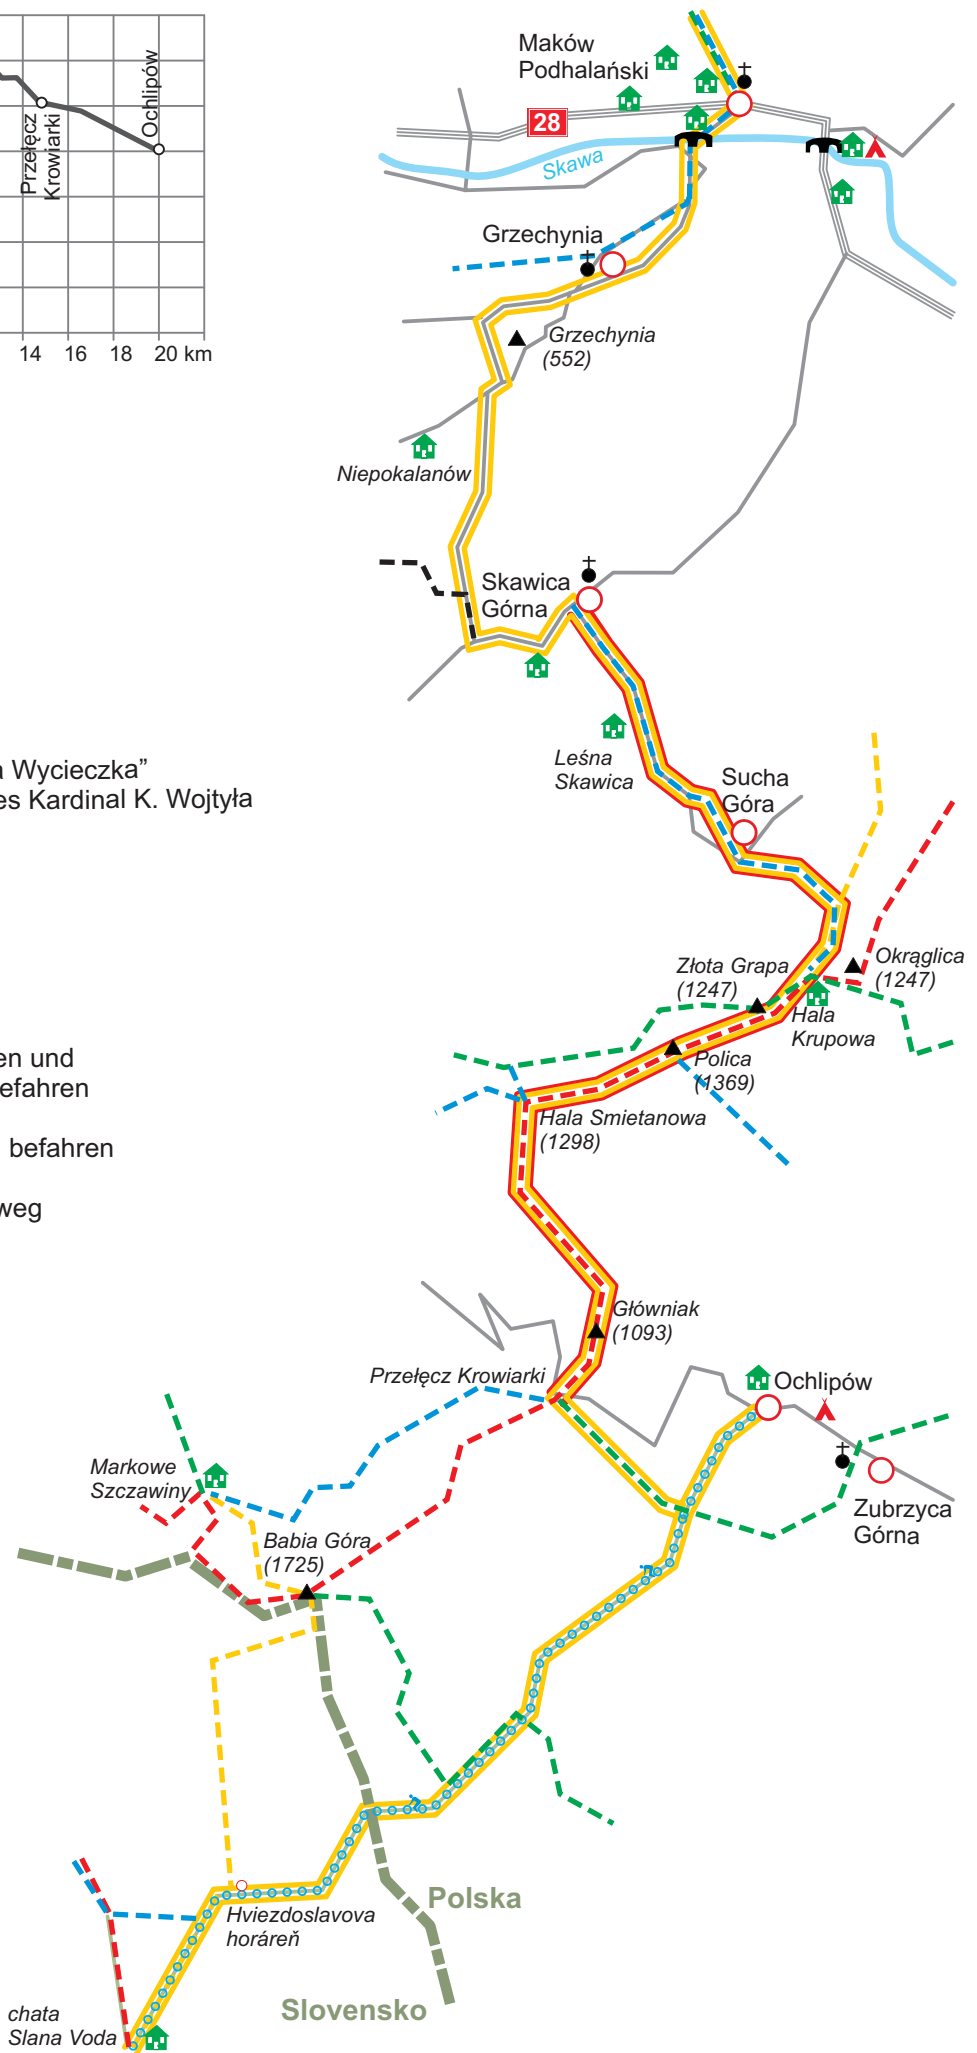 Przełęcz
Krowiarki
Ochlipów
14 16 18 20 km
Maków
Podhalański
28
Skawa
Grzechynia
Grzechynia
(552)
Niepokalanów
Skawica
Górna
Leśna
Skawica
Sucha
Góra
a Wycieczka”
es Kardinal K. Wojtyła
Okrąglica
(1247)
Złota Grapa
(1247)
Hala
Krupowa
Polica
(1369)
en und
efahren
befahren
weg
Hala Smietanowa
(1298)
Główniak
(1093)
Przełęcz Krowiarki
Ochlipów
Markowe
Szczawiny
Babia Góra
(1725)
Zubrzyca
Górna
Polska
Hviezdoslavova
horáreň
Slovensko
chata
Slana Voda